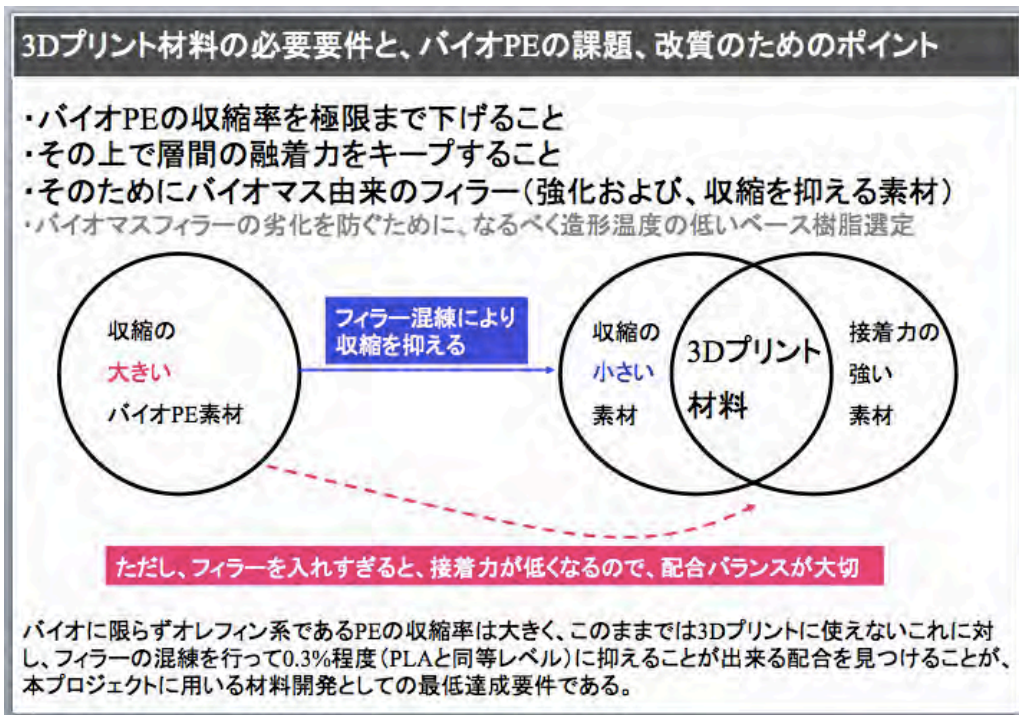 3Dプリント材料の必要要件と、バイオPEの課題、改質のためのポイント
・バイオPEの収縮率を極限まで下げること
・その上で層間の融着力をキープすること
・そのためにバイオマス由来のフィラー（強化および、収縮を抑える素材）
・バイオマスフィラーの劣化を防ぐために、なるべく造形温度の低いベース樹脂選定
収縮の
大きい
バイオPE素材
フィラー混練により
収縮を抑える
収縮の
小さい
素材
3Dプリント
材料
接着力の
強い
素材
ただし、フィラーを入れすぎると、接着力が低くなるので、配合バランスが大切
バイオに限らずオレフィン系であるPEの収縮率は大きく、このままでは3Dプリントに使えないこれに対
し、フィラーの混練を行って0.3%程度（PLAと同等レベル）に抑えることが出来る配合を見つけることが、
本プロジェクトに用いる材料開発としての最低達成要件である。